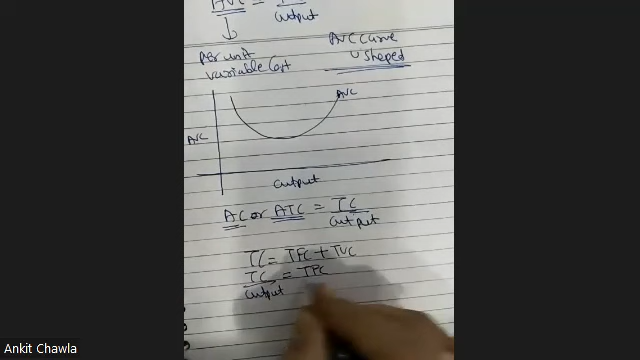 AVC =
output
Per unit
variable Cost
AVC Curve
U Shaped
AVC
AVC
output
AC or ATC = TC
output
TC = TFC + TVC
TC = TFC
output
Ankit Chawla